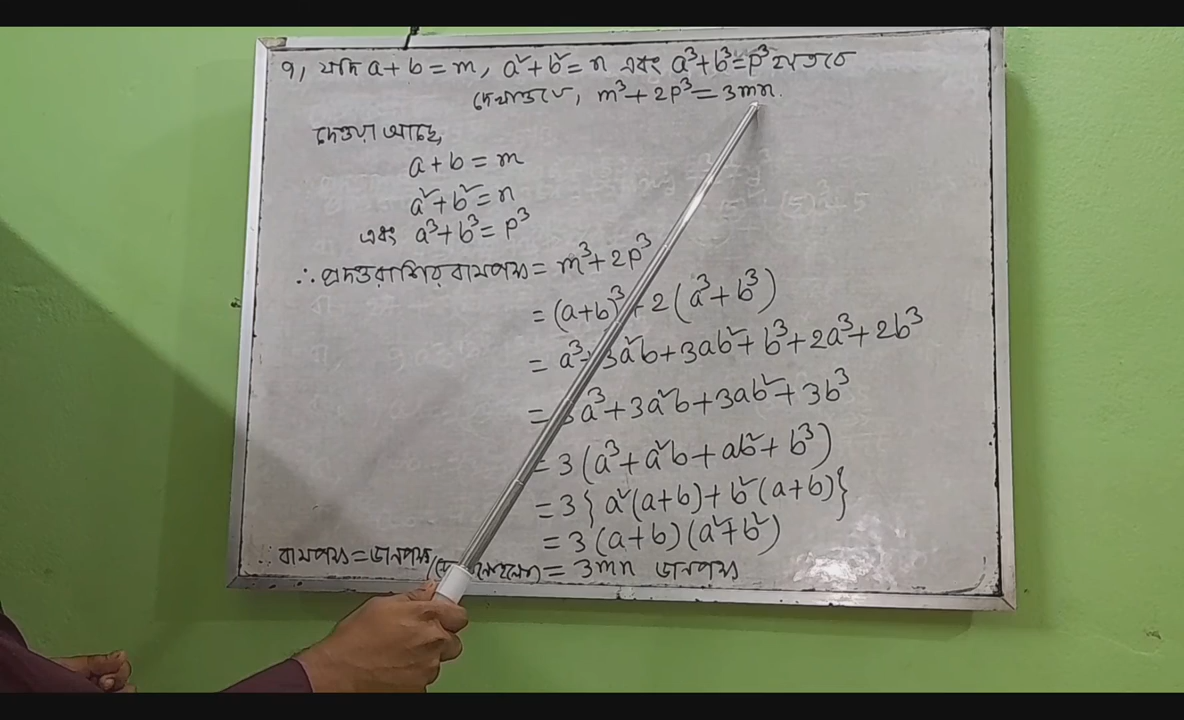 ৭, যদি a + b = m, a² + b² = n এবং a³ + b³ = p³ হয় তবে
দেখাও যে, m³ + 2p³ = 3mn.
দেওয়া আছে,
a + b = m
a² + b² = n
এবং a³ + b³ = p³
∴ প্রদত্ত রাশির বামপক্ষ = m³ + 2p³
= (a+b)³ + 2(a³ + b³)
= a³ + 3a²b + 3ab² + b³ + 2a³ + 2b³
= 3a³ + 3a²b + 3ab² + 3b³
= 3(a³ + a²b + ab² + b³)
= 3{a²(a+b) + b²(a+b)}
= 3(a+b)(a²+b²)
= 3mn ডানপক্ষ
∴ বামপক্ষ = ডানপক্ষ